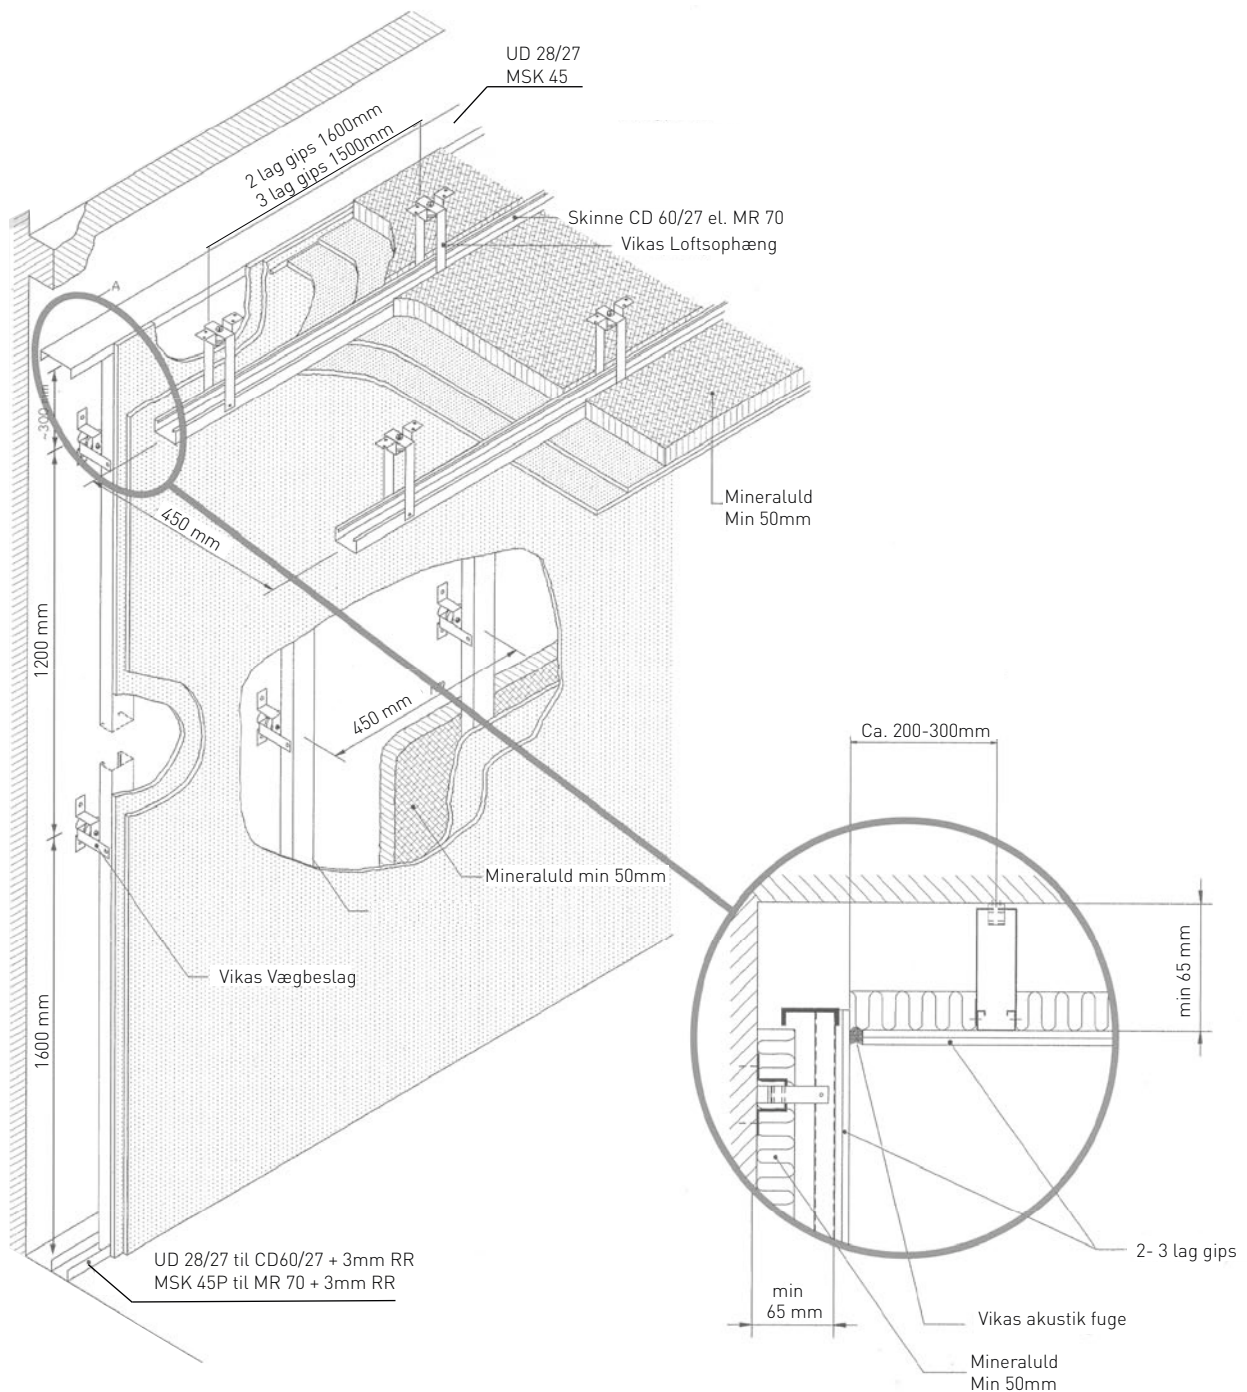 UD 28/27
MSK 45
2 lag gips 1600mm
3 lag gips 1500mm
Skinne CD 60/27 el. MR 70
Vikas Loftsophæng
A
Mineraluld
Min 50mm
450 mm
1200 mm
450 mm
Ca. 200-300mm
Mineraluld min 50mm
min 65 mm
Vikas Vægbeslag
1600 mm
2- 3 lag gips
UD 28/27 til CD60/27 + 3mm RR
MSK 45P til MR 70 + 3mm RR
min
65 mm
Vikas akustik fuge
Mineraluld
Min 50mm